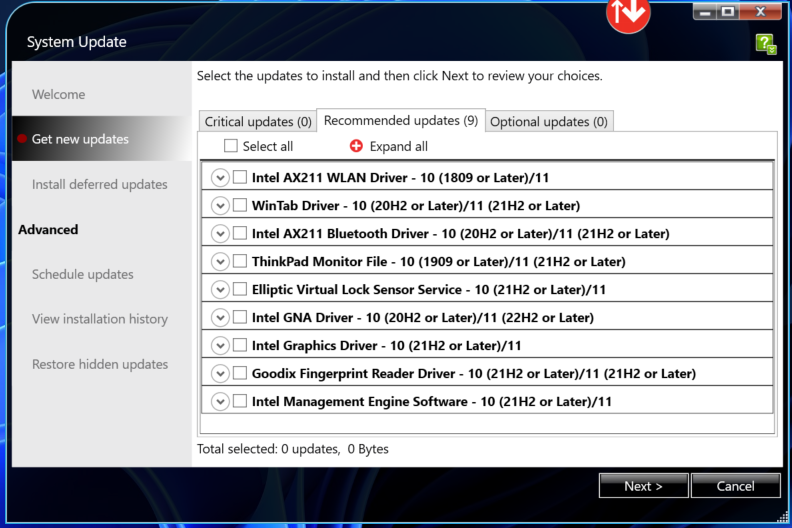 System Update
Welcome
Get new updates
Install deferred updates
Advanced
Schedule updates
View installation history
Restore hidden updates
Select the updates to install and then click Next to review your choices.
Critical updates (0) Recommended updates (9) Optional updates (0)
Select all Expand all
Intel AX211 WLAN Driver - 10 (1809 or Later)/11
WinTab Driver - 10 (20H2 or Later)/11 (21H2 or Later)
Intel AX211 Bluetooth Driver - 10 (20H2 or Later)/11 (21H2 or Later)
ThinkPad Monitor File - 10 (1909 or Later)/11 (21H2 or Later)
Elliptic Virtual Lock Sensor Service - 10 (21H2 or Later)/11
Intel GNA Driver - 10 (20H2 or Later)/11 (22H2 or Later)
Intel Graphics Driver - 10 (21H2 or Later)/11
Goodix Fingerprint Reader Driver - 10 (21H2 or Later)/11 (21H2 or Later)
Intel Management Engine Software - 10 (21H2 or Later)/11
Total selected: 0 updates, 0 Bytes
Next > Cancel